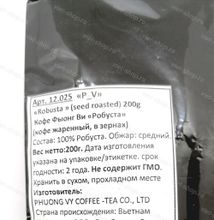 Арт. 12.025 «P_V»
«Robusta » (seed roasted) 200g
Кофе Фыонг Ви «Робуста»
(кофе жаренный, в зернах)
Состав: 100% Робуста. Обжар: средний.
Вес нетто:200г. Дата изготовления
указана на упаковке/этикетке. срок
годности: 2 года. Не содержит ГМО.
Хранить в сухом, прохладном месте
PHUONG VY COFFEE -TEA CO., LTD
Страна происхождения: Вьетнам